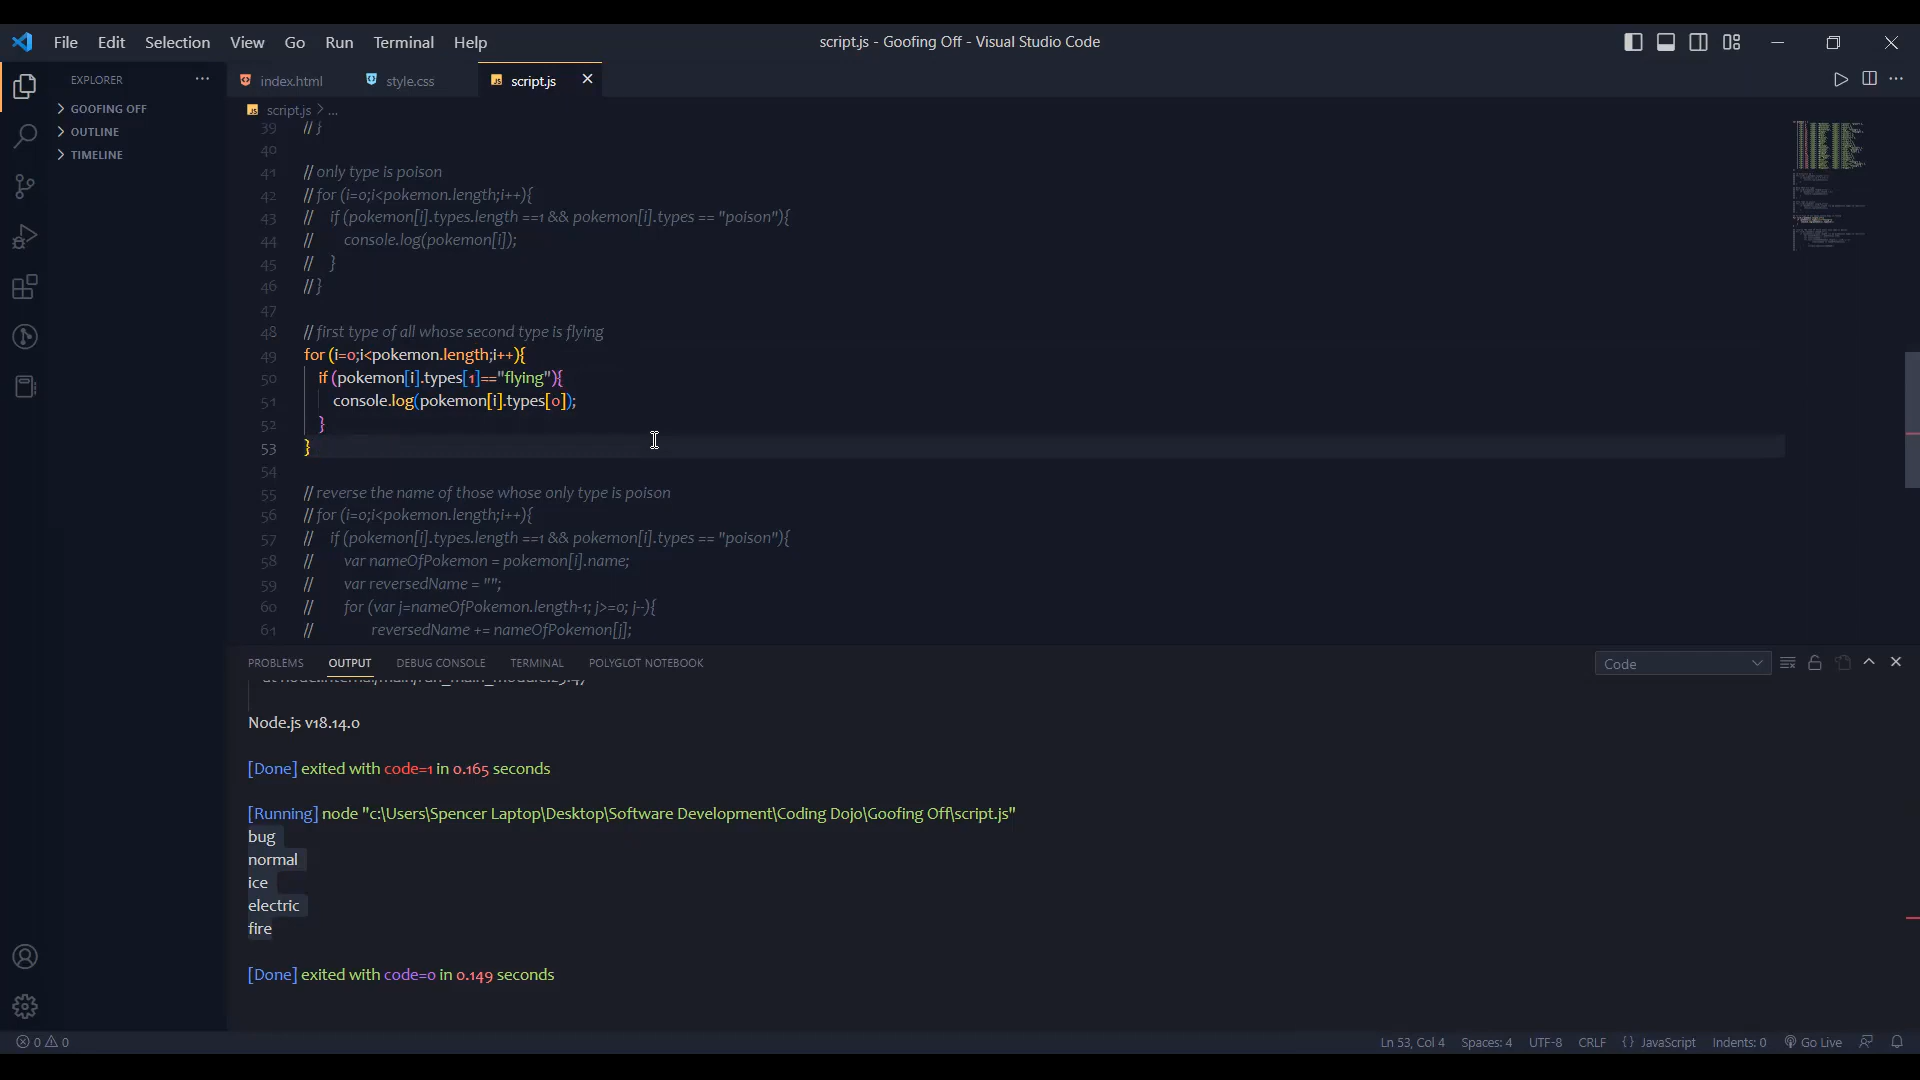 File Edit Selection View Go Run Terminal Help
script.js - Goofing Off - Visual Studio Code
EXPLORER
GOOFING OFF
OUTLINE
TIMELINE
index.html
style.css
script.js
script.js > ...
39 // }
40
41 // only type is poison
42 // for (i=0;i<pokemon.length;i++){
43 //    if (pokemon[i].types.length ==1 && pokemon[i].types == "poison"){
44 //       console.log(pokemon[i]);
45 //    }
46 // }
47
48 // first type of all whose second type is flying
49 for (i=0;i<pokemon.length;i++){
50    if (pokemon[i].types[1]=="flying"){
51       console.log(pokemon[i].types[0]);
52    }
53 }
54
55 // reverse the name of those whose only type is poison
56 // for (i=0;i<pokemon.length;i++){
57 //    if (pokemon[i].types.length ==1 && pokemon[i].types == "poison"){
58 //       var nameOfPokemon = pokemon[i].name;
59 //       var reversedName = "";
60 //       for (var j=nameOfPokemon.length-1; j>=0; j--){
61 //             reversedName += nameOfPokemon[j];
PROBLEMS OUTPUT DEBUG CONSOLE TERMINAL POLYGLOT NOTEBOOK
Code
Node.js v18.14.0
[Done] exited with code=1 in 0.165 seconds
[Running] node "c:\Users\Spencer Laptop\Desktop\Software Development\Coding Dojo\Goofing Off\script.js"
bug
normal
ice
electric
fire
[Done] exited with code=0 in 0.149 seconds
0 0
Ln 53, Col 4 Spaces: 4 UTF-8 CRLF {} JavaScript Indents: 0 Go Live